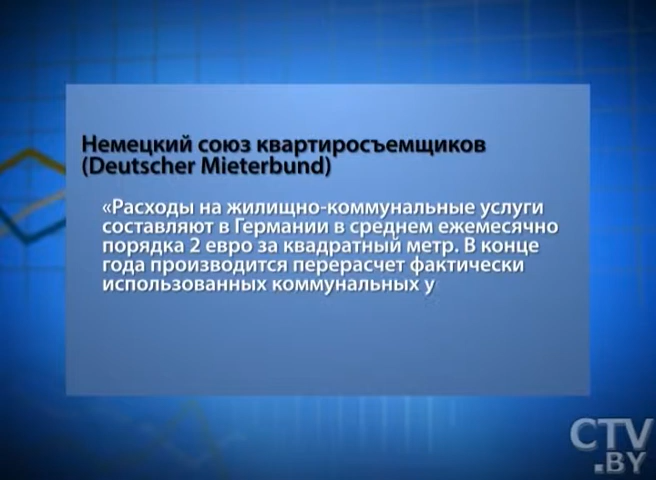 Немецкий союз квартиросъемщиков
(Deutscher Mieterbund)
«Расходы на жилищно-коммунальные услуги
составляют в Германии в среднем ежемесячно
порядка 2 евро за квадратный метр. В конце
года производится перерасчет фактически
использованных коммунальных у
CTV
.BY